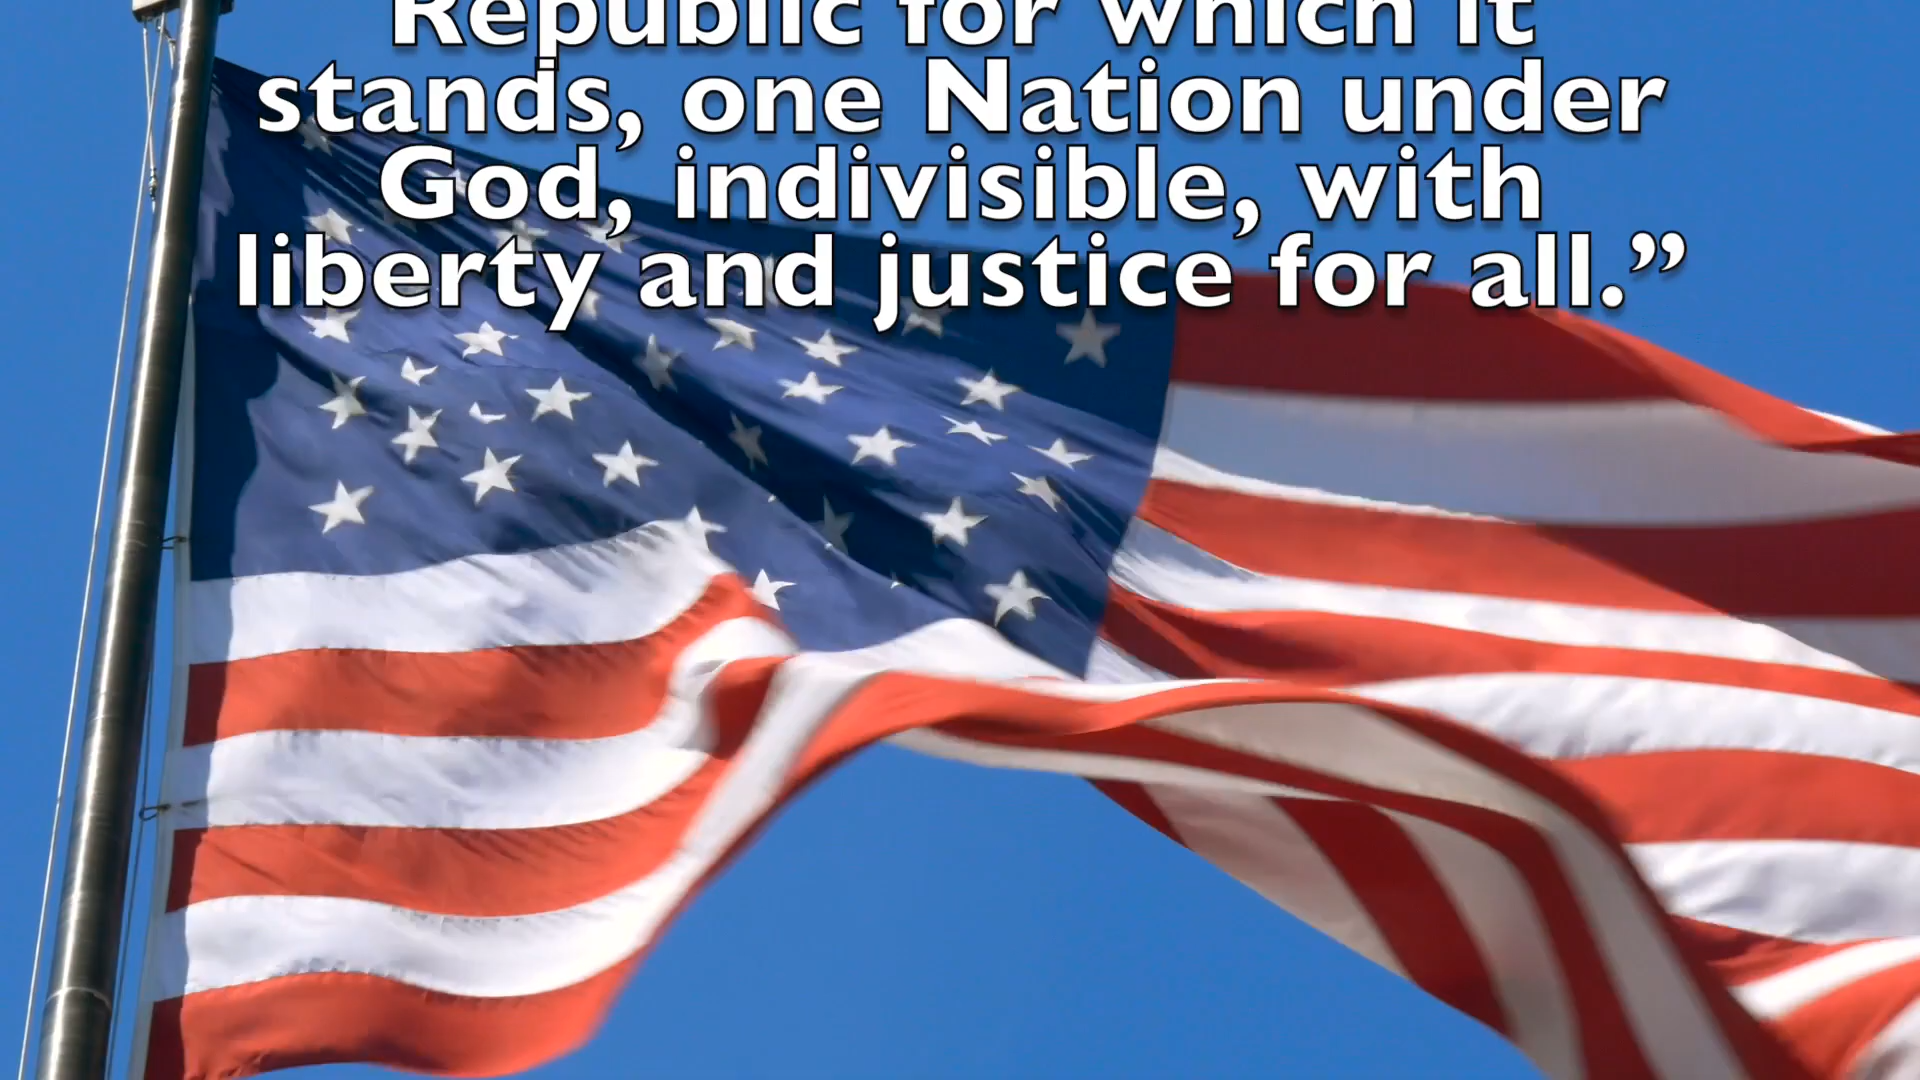 Republic for which it
stands, one Nation under
God, indivisible, with
liberty and justice for all.”